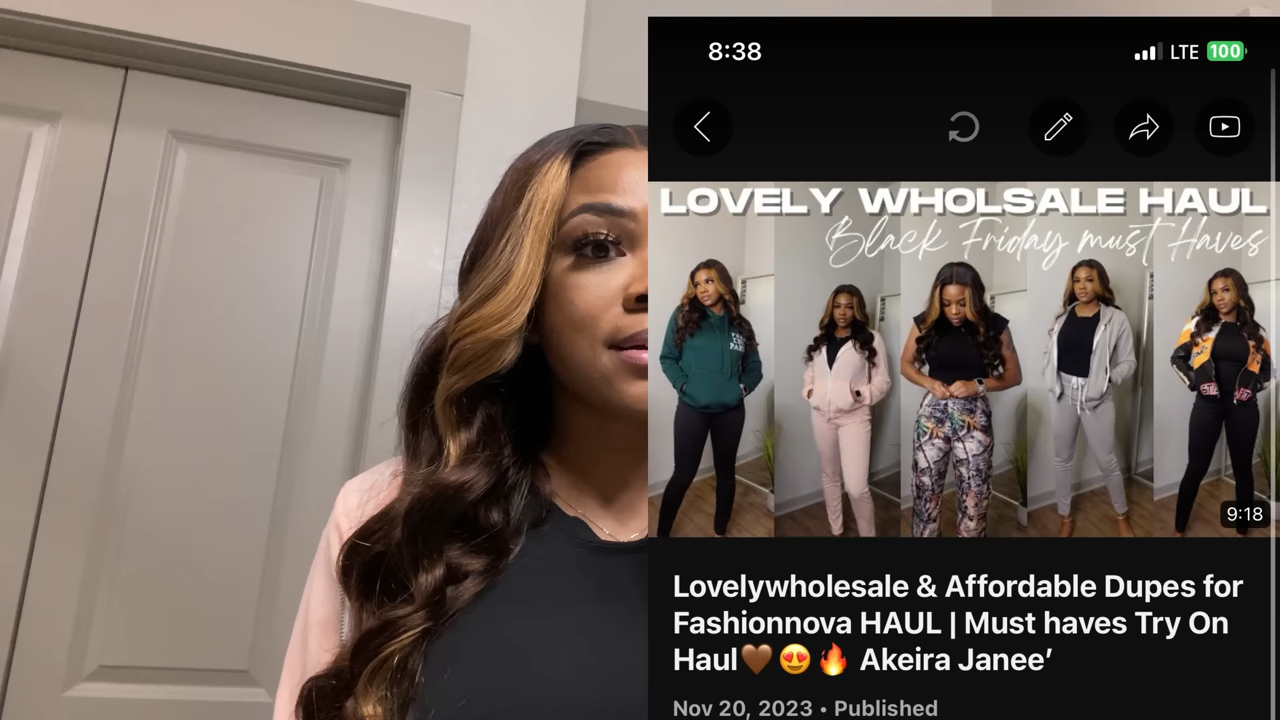 8:38
LTE 100
LOVELY WHOLSALE HAUL
Black Friday must Haves
9:18
Lovelywholesale & Affordable Dupes for
Fashionnova HAUL | Must haves Try On
Haul🤎😍🔥 Akeira Janee’
Nov 20, 2023 • Published